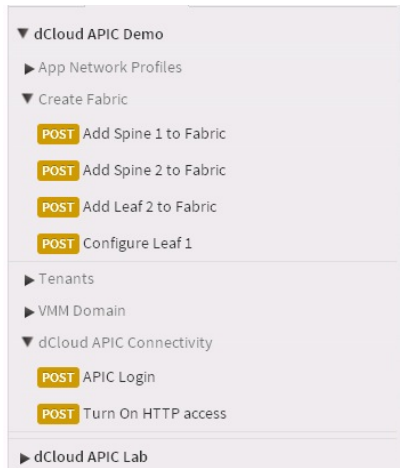 dCloud APIC Demo
App Network Profiles
Create Fabric
POST Add Spine 1 to Fabric
POST Add Spine 2 to Fabric
POST Add Leaf 2 to Fabric
POST Configure Leaf 1
Tenants
VMM Domain
dCloud APIC Connectivity
POST APIC Login
POST Turn On HTTP access
dCloud APIC Lab